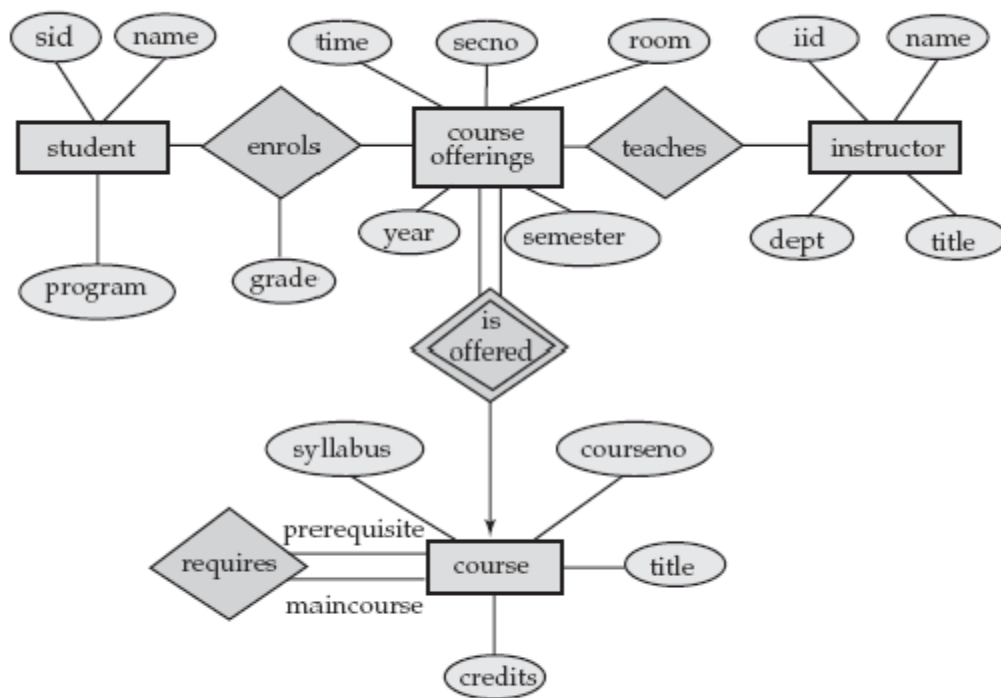 sid
name
time
secno
room
iid
name
student
enrols
course
offerings
teaches
instructor
program
grade
year
semester
dept
title
is
offered
syllabus
courseno
requires
prerequisite
maincourse
course
title
credits